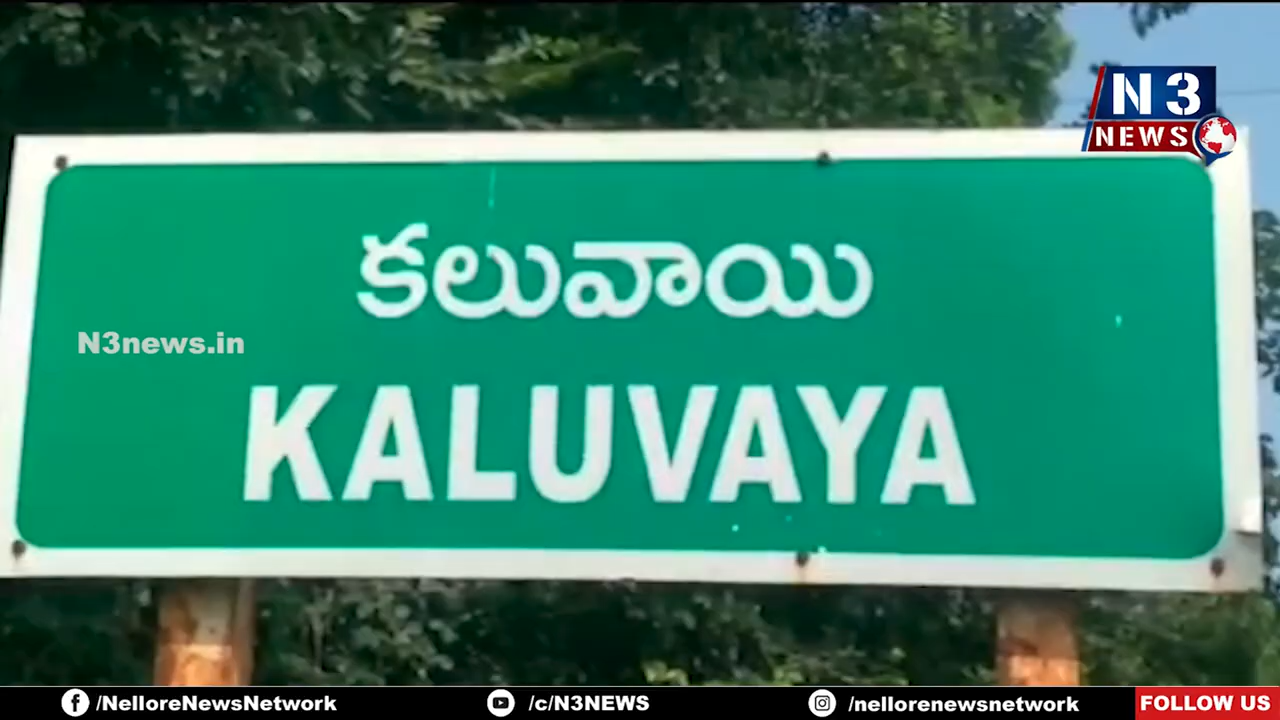 N3
NEWS
కలువాయి
N3news.in
KALUVAYA
/NelloreNewsNetwork
/c/N3NEWS
/nellorenewsnetwork
FOLLOW US